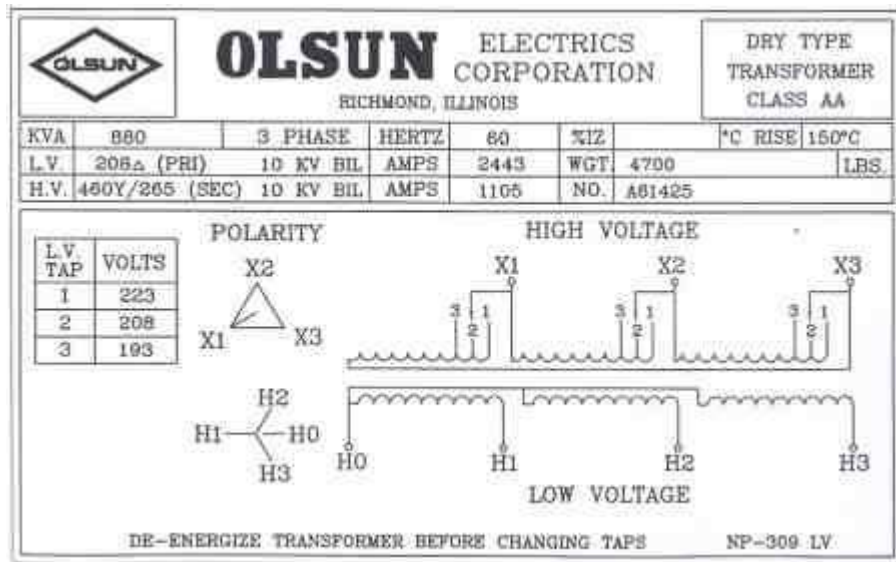 OLSUN
OLSUN ELECTRICS CORPORATION
RICHMOND, ILLINOIS
DRY TYPE
TRANSFORMER
CLASS AA
KVA 880 3 PHASE HERTZ 60 %IZ °C RISE 150°C
L.V. 208△ (PRI) 10 KV BIL AMPS 2443 WGT. 4700 LBS.
H.V. 460Y/265 (SEC) 10 KV BIL AMPS 1105 NO. A61425
L.V. TAP VOLTS
1 223
2 208
3 193
POLARITY
X2
X1 X3
H2
H1 H0
H3
HIGH VOLTAGE
X1 X2 X3
3 2 1 3 2 1 3 2 1
H0 H1 H2 H3
LOW VOLTAGE
DE-ENERGIZE TRANSFORMER BEFORE CHANGING TAPS NP-309 LV